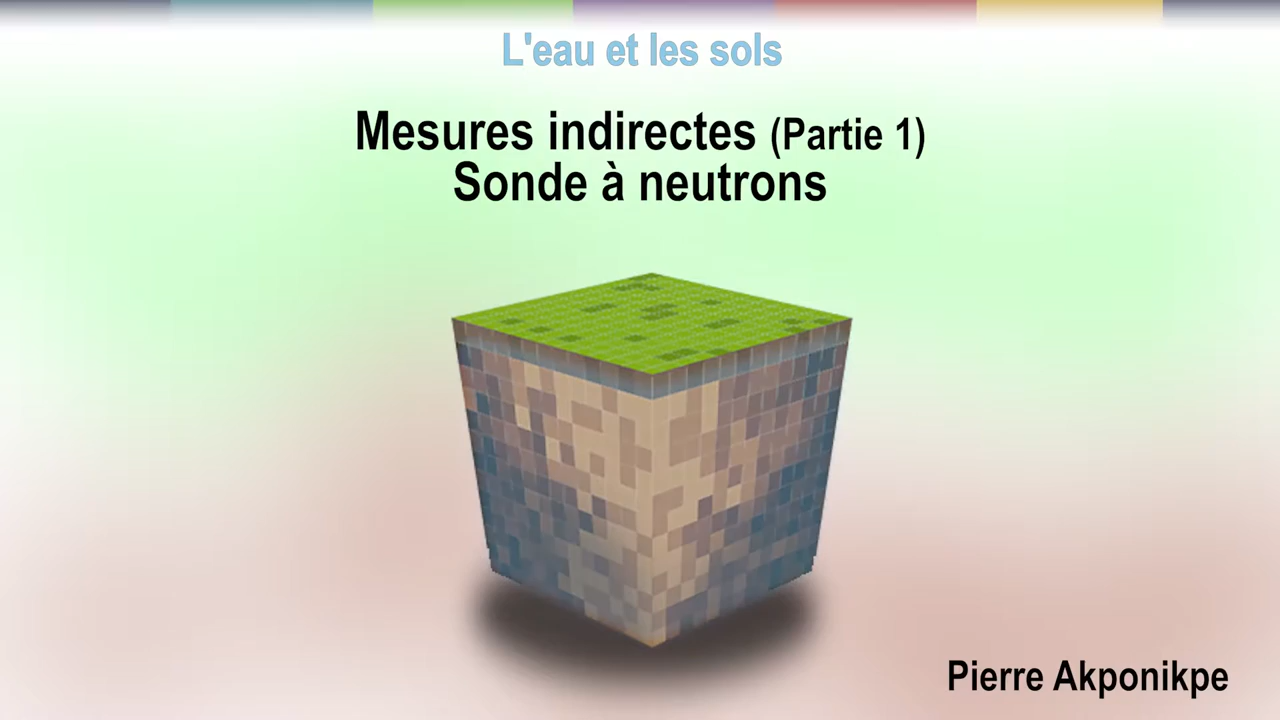 L'eau et les sols
Mesures indirectes (Partie 1)
Sonde à neutrons
Pierre Akponikpe